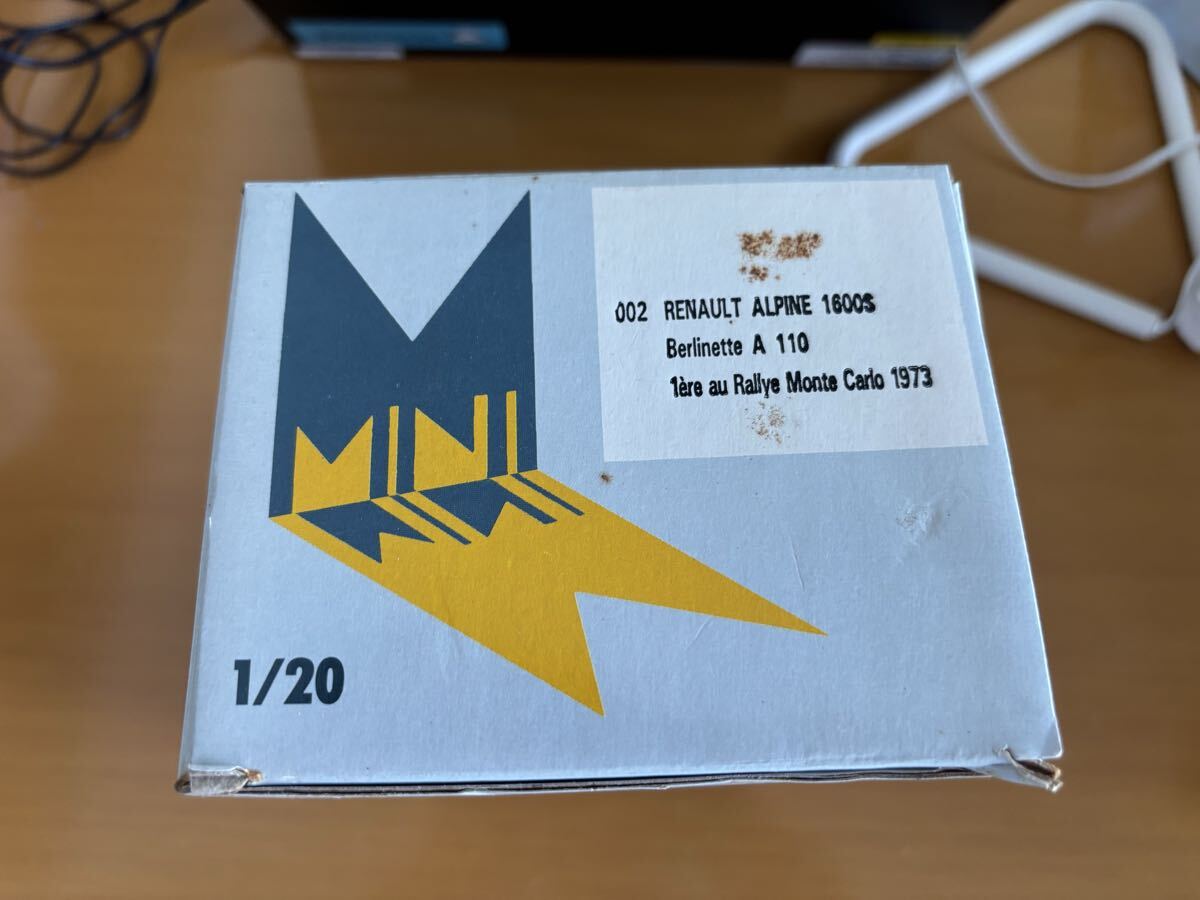 MINI
002 RENAULT ALPINE 1600S
Berlinette A 110
1ère au Rallye Monte Carlo 1973
1/20